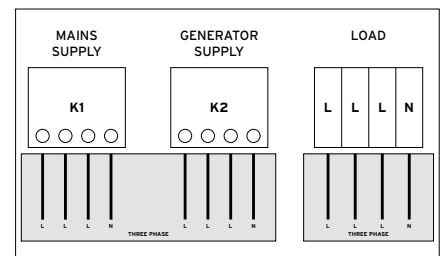 MAINS
SUPPLY
GENERATOR
SUPPLY
LOAD
K1
K2
L L L N
L L L N
L L L N
L L L N
THREE PHASE
THREE PHASE